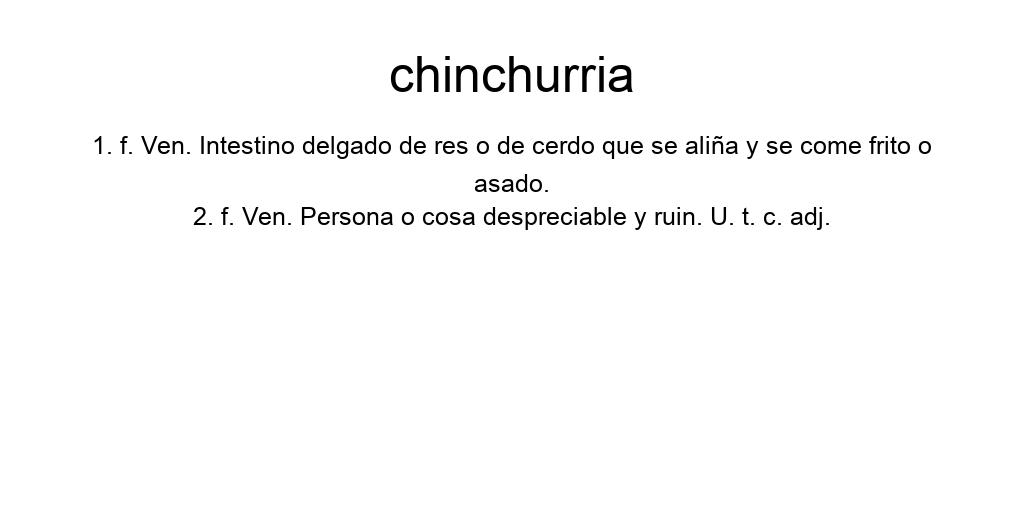 chinchurria
1. f. Ven. Intestino delgado de res o de cerdo que se aliña y se come frito o
asado.
2. f. Ven. Persona o cosa despreciable y ruin. U. t. c. adj.